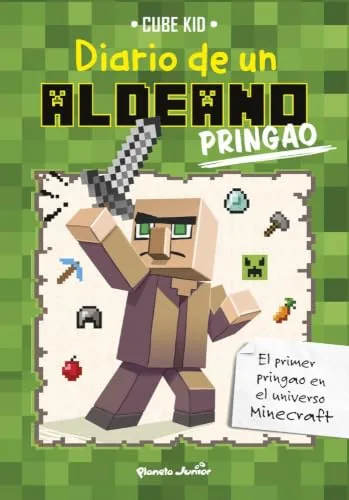 • CUBE KID •
Diario de un
ALDEANO
PRINGAO
El primer
pringao en
el universo
Minecraft
Planeta Junior